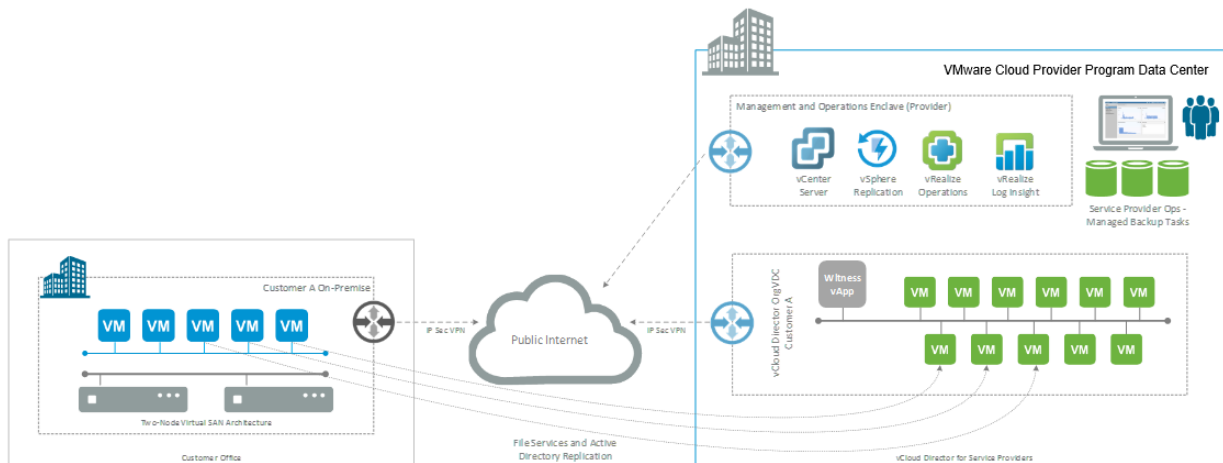 VMware Cloud Provider Program Data Center
Management and Operations Enclave (Provider)
vCenter
Server
vSphere
Replication
vRealize
Operations
vRealize
Log Insight
Service Provider Ops -
Managed Backup Tasks
Customer A On-Premise
VM
VM
VM
VM
VM
Two-Node Virtual SAN Architecture
Customer Office
IP Sec VPN
Public Internet
IP Sec VPN
File Services and Active
Directory Replication
vCloud Director OrgVDC
Customer A
Witness
vApp
VM
VM
VM
VM
VM
VM
VM
VM
VM
VM
VM
vCloud Director for Service Providers